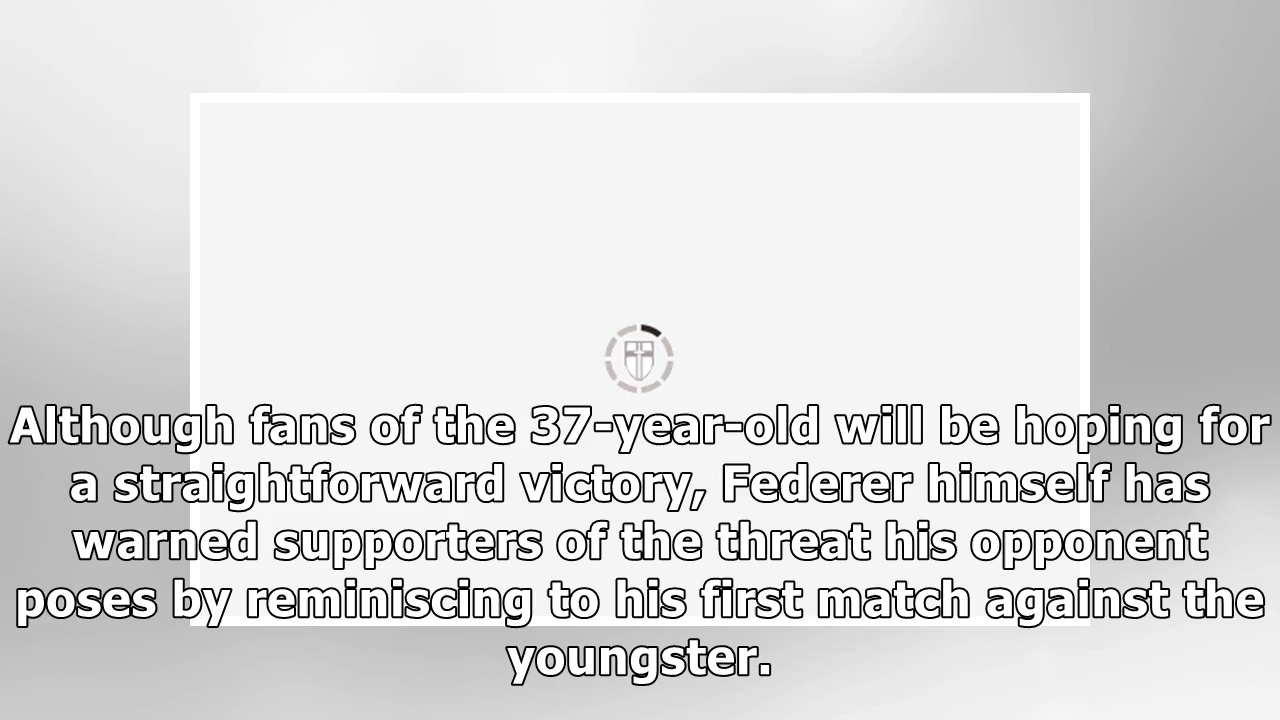 Although fans of the 37-year-old will be hoping for
a straightforward victory, Federer himself has
warned supporters of the threat his opponent
poses by reminiscing to his first match against the
youngster.